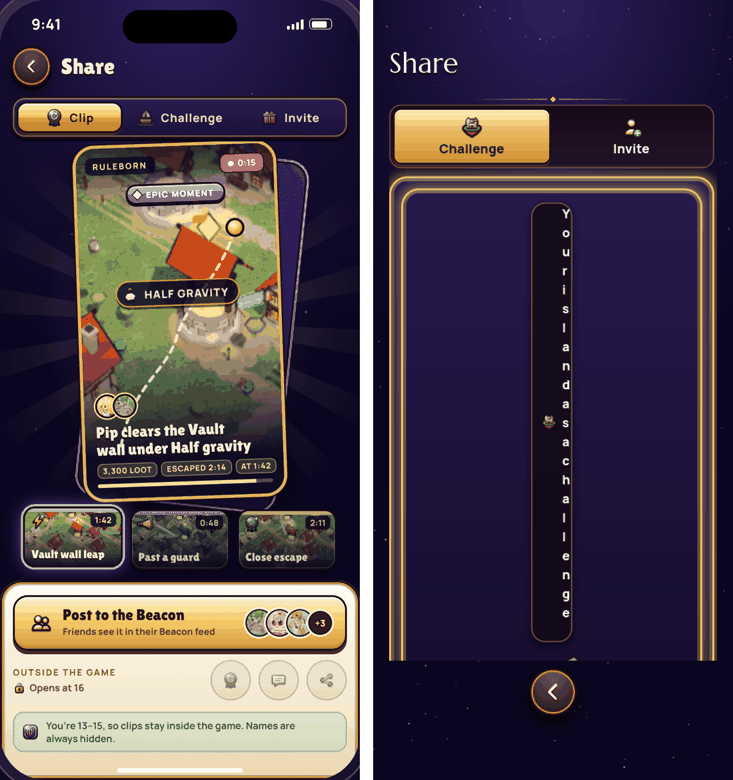 9:41
Share
Clip
Challenge
Invite
RULEBORN
0:15
EPIC MOMENT
HALF GRAVITY
Pip clears the Vault
wall under Half gravity
3,300 LOOT
ESCAPED 2:14
AT 1:42
1:42
Vault wall leap
0:48
Past a guard
2:11
Close escape
Post to the Beacon
Friends see it in their Beacon feed
+3
OUTSIDE THE GAME
Opens at 16
You're 13–15, so clips stay inside the game. Names are
always hidden.
Share
Challenge
Invite
Y
o
u
r
i
s
l
a
n
d
a
s
a
c
h
a
l
l
e
n
g
e